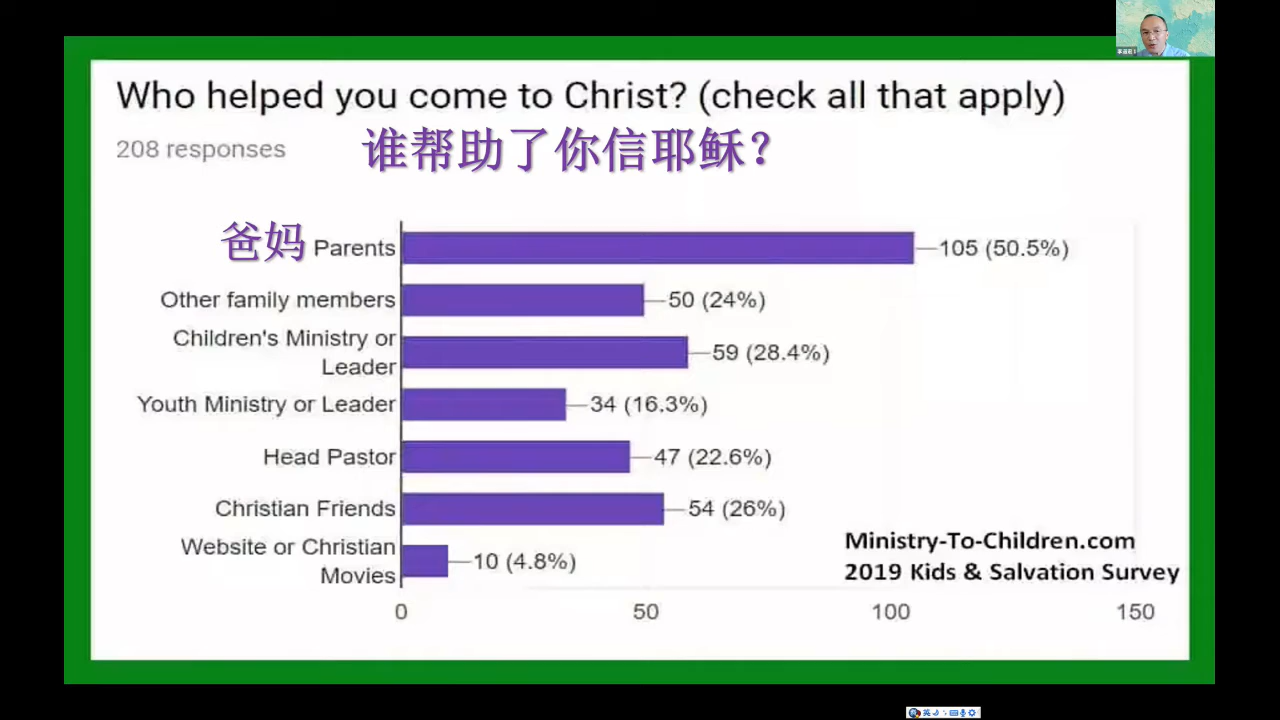 Who helped you come to Christ? (check all that apply)
208 responses
谁帮助了你信耶稣？
爸妈 Parents
105 (50.5%)
Other family members
50 (24%)
Children's Ministry or
Leader
59 (28.4%)
Youth Ministry or Leader
34 (16.3%)
Head Pastor
47 (22.6%)
Christian Friends
54 (26%)
Website or Christian
Movies
10 (4.8%)
Ministry-To-Children.com
2019 Kids & Salvation Survey
0
50
100
150
英